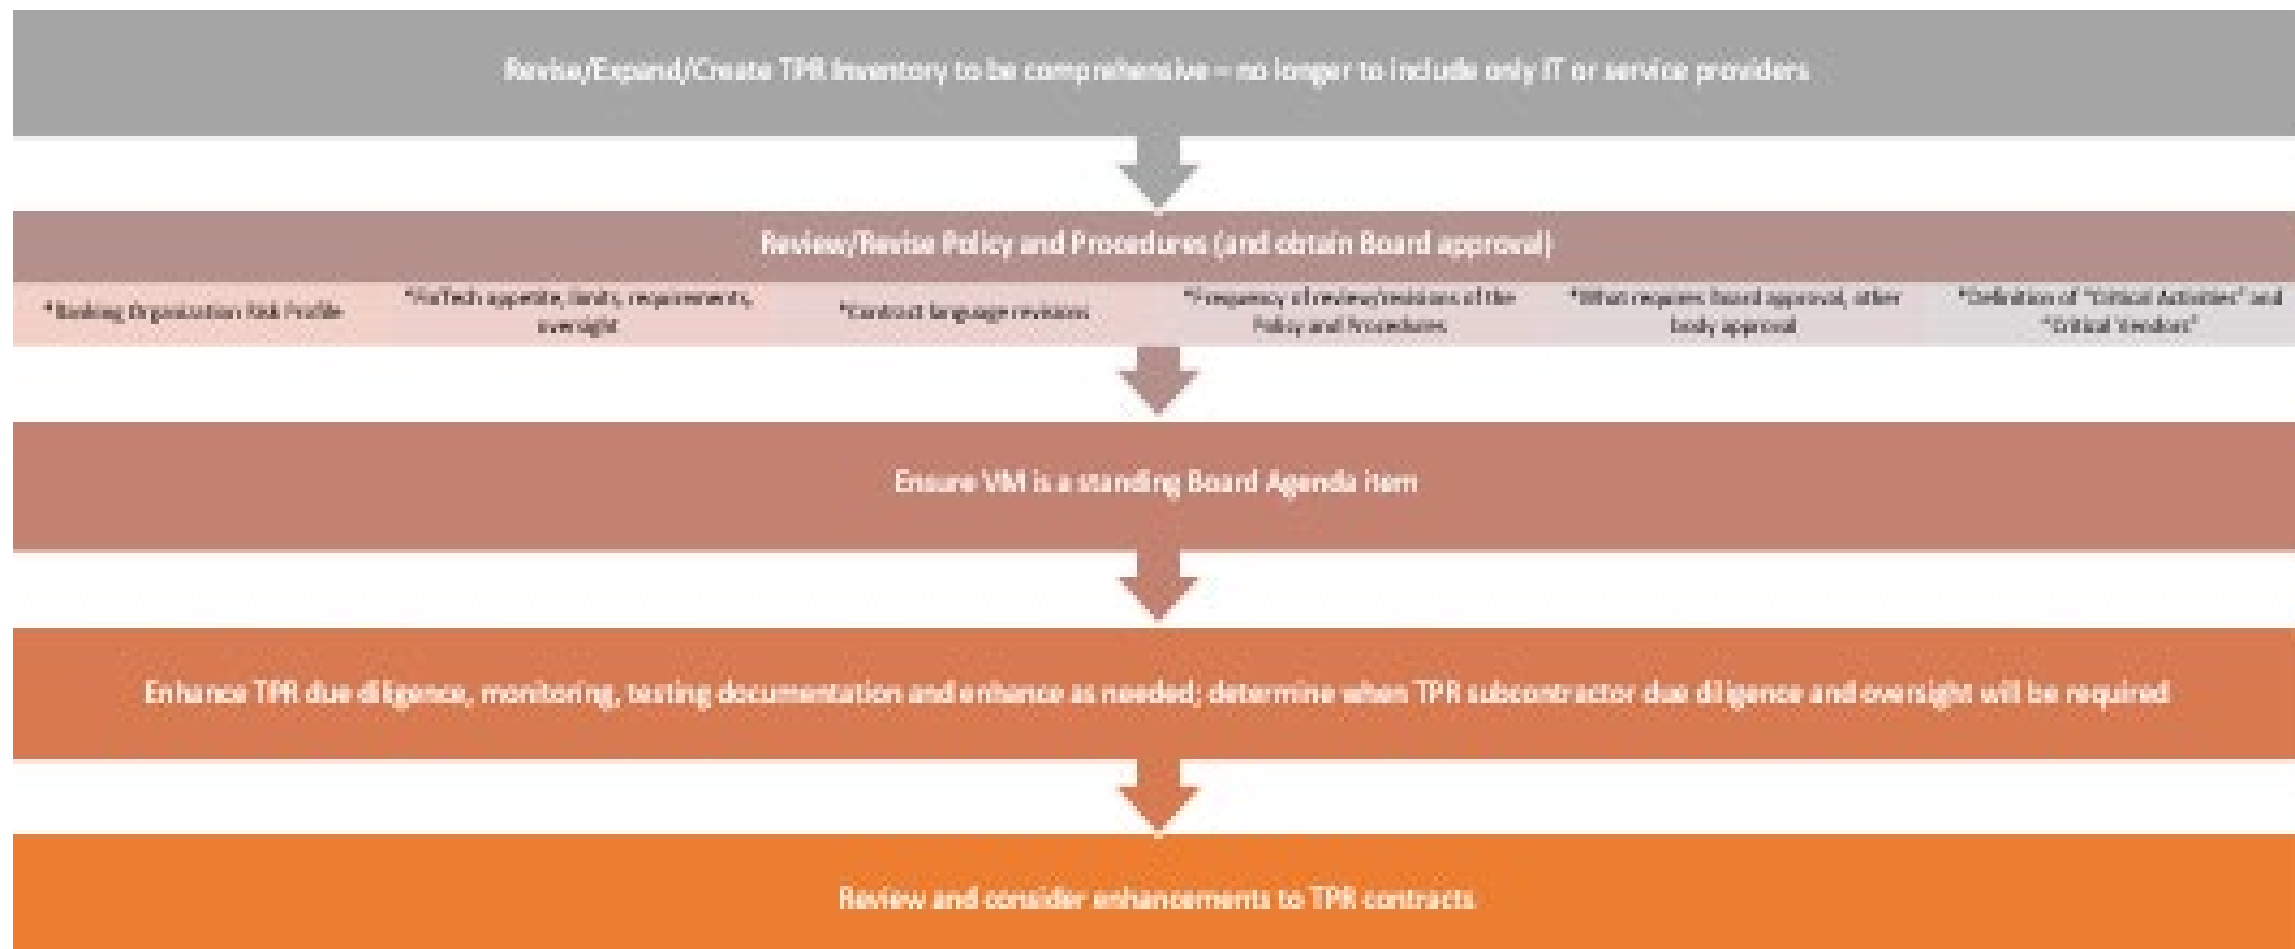 Revise/Expand/Create TPR Inventory to be comprehensive – no longer to include only IT or service providers
Review/Revise Policy and Procedures (and obtain Board approval)
*Banking Organization Risk Profile
*FinTech appetite, limits, requirements,
oversight
*Contract language revisions
*Frequency of review/revisions of the
Policy and Procedures
*What requires board approval, other
body approval
*Definition of "Critical Activities" and
"Critical Vendors"
Ensure VM is a standing Board Agenda item
Enhance TPR due diligence, monitoring, testing documentation and enhance as needed; determine when TPR subcontractor due diligence and oversight will be required
Review and consider enhancements to TPR contracts